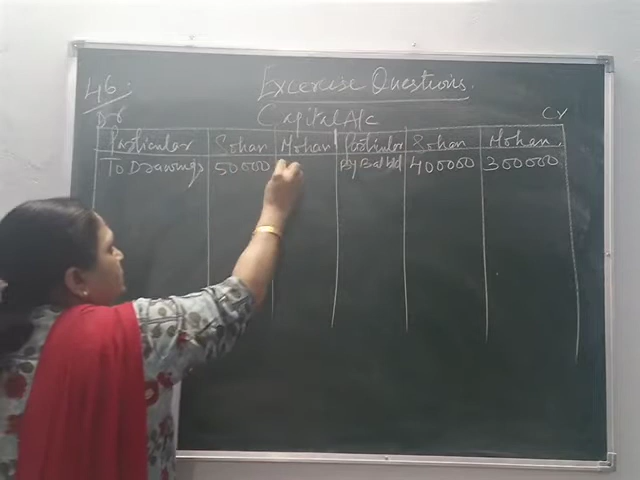 46.
Excercise Questions.
Dr Capital A/c Cr
Particular Sohan Mohan Particular Sohan Mohan
To Drawings 50000 By Bal b/d 400000 300000